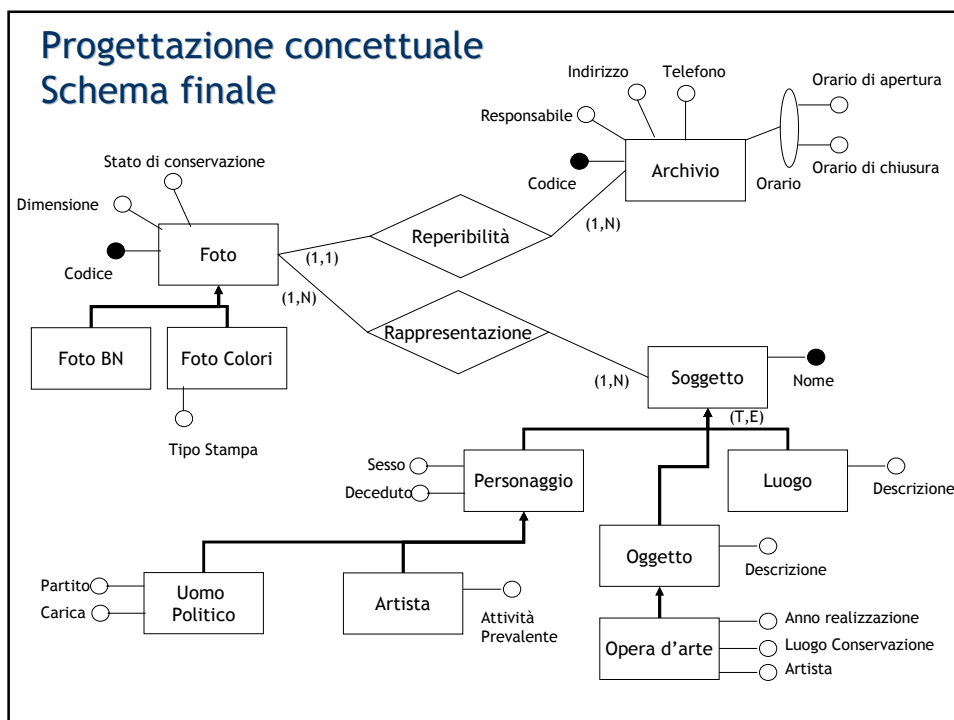 Progettazione concettuale
Schema finale
Indirizzo
Telefono
Orario di apertura
Responsabile
Codice
Archivio
Orario
Orario di chiusura
Stato di conservazione
Dimensione
Foto
Codice
(1,1)
Reperibilità
(1,N)
(1,N)
Rappresentazione
(1,N)
Foto BN
Foto Colori
Tipo Stampa
Soggetto
Nome
(T,E)
Sesso
Deceduto
Personaggio
Luogo
Descrizione
Oggetto
Descrizione
Partito
Carica
Uomo
Politico
Artista
Attività
Prevalente
Opera d'arte
Anno realizzazione
Luogo Conservazione
Artista